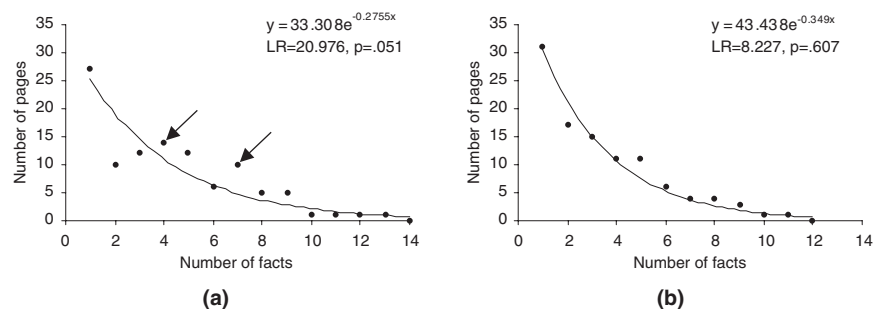 y = 33.308e-0.2755x
LR=20.976, p=.051
35
30
25
20
15
10
5
0
Number of pages
0 2 4 6 8 10 12 14
Number of facts
(a)
y = 43.438e-0.349x
LR=8.227, p=.607
35
30
25
20
15
10
5
0
Number of pages
0 2 4 6 8 10 12 14
Number of facts
(b)